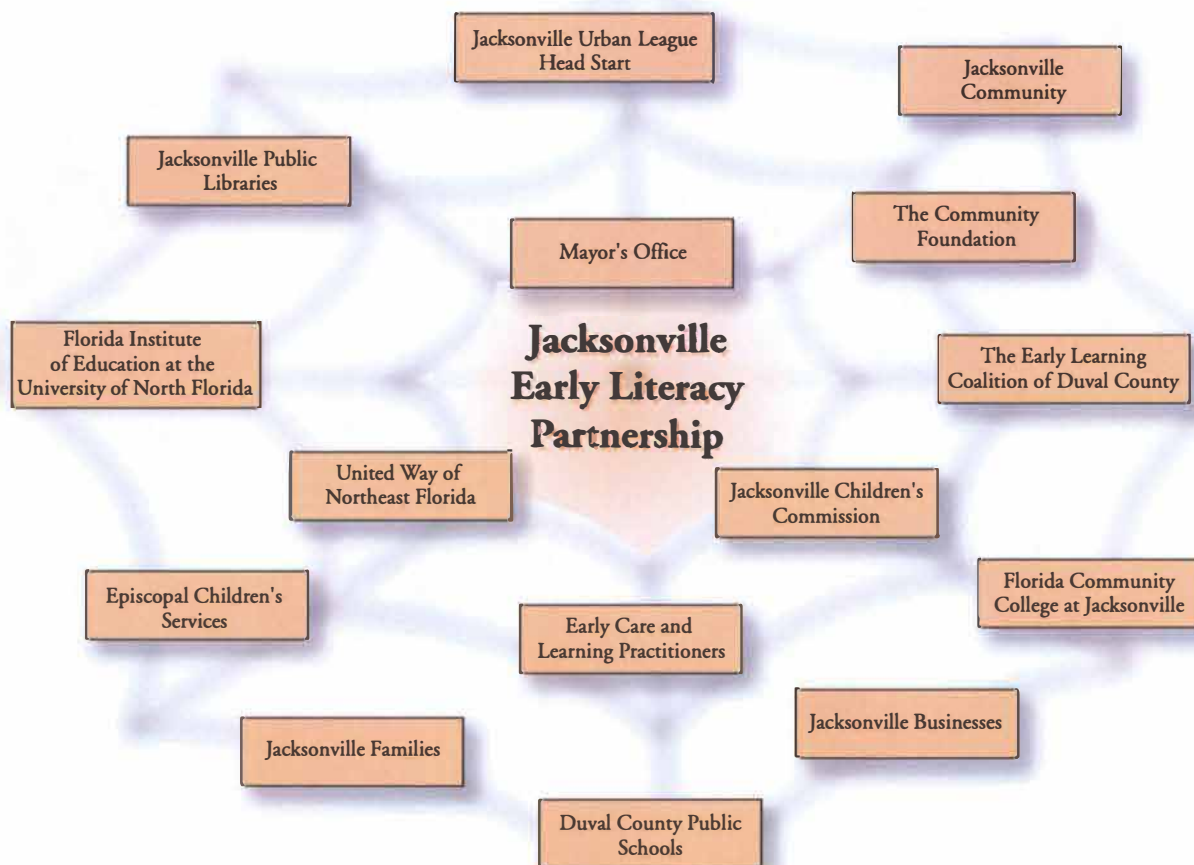 Jacksonville Urban League
Head Start
Jacksonville
Community
Jacksonville Public
Libraries
The Community
Foundation
Mayor's Office
Florida Institute
of Education at the
University of North Florida
Jacksonville
Early Literacy
Partnership
The Early Learning
Coalition of Duval County
United Way of
Northeast Florida
Jacksonville Children's
Commission
Episcopal Children's
Services
Early Care and
Learning Practitioners
Florida Community
College at Jacksonville
Jacksonville Families
Jacksonville Businesses
Duval County Public
Schools